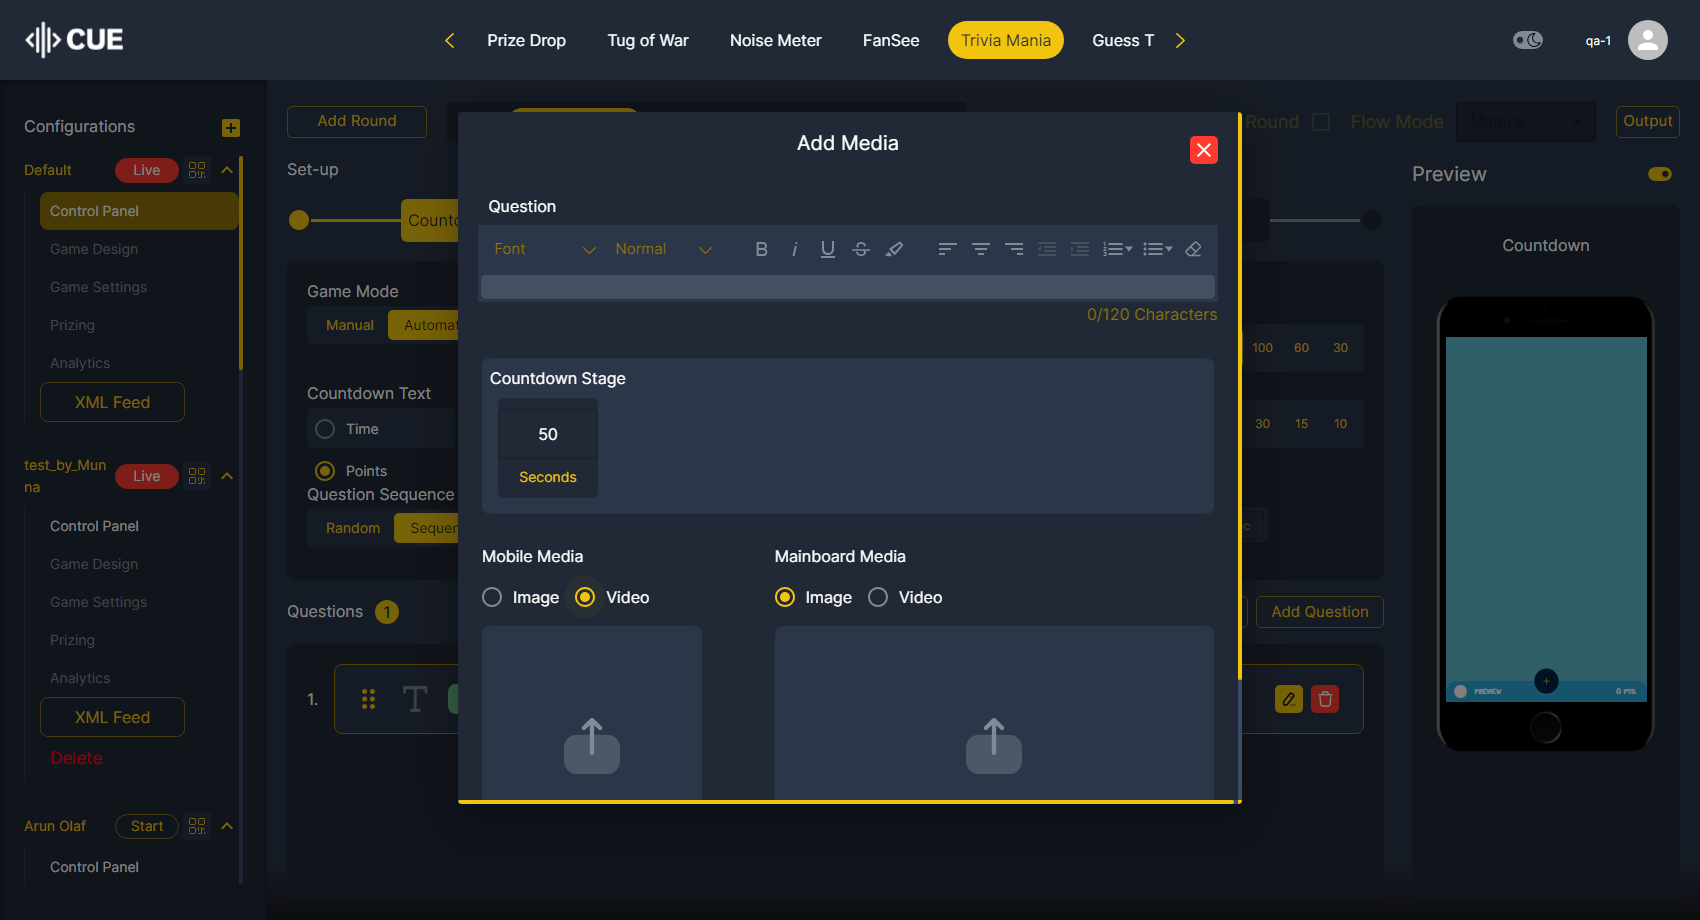 CUE
Prize Drop
Tug of War
Noise Meter
FanSee
Trivia Mania
Guess T
qa-1
Configurations
Default
Live
Control Panel
Game Design
Game Settings
Prizing
Analytics
XML Feed
test_by_Mun
na
Live
Control Panel
Game Design
Game Settings
Prizing
Analytics
XML Feed
Delete
Arun Olaf
Start
Control Panel
Add Round
Round
Flow Mode
Manual
Output
Set-up
Countd
Game Mode
Manual
Automat
Countdown Text
Time
Points
Question Sequence
Random
Sequen
100 60 30
30 15 10
Questions 1
Add Question
1.
T
Add Media
Question
Font
Normal
B i U S
0/120 Characters
Countdown Stage
50
Seconds
Mobile Media
Image
Video
Mainboard Media
Image
Video
Preview
Countdown
PREVIEW
0 PTS.